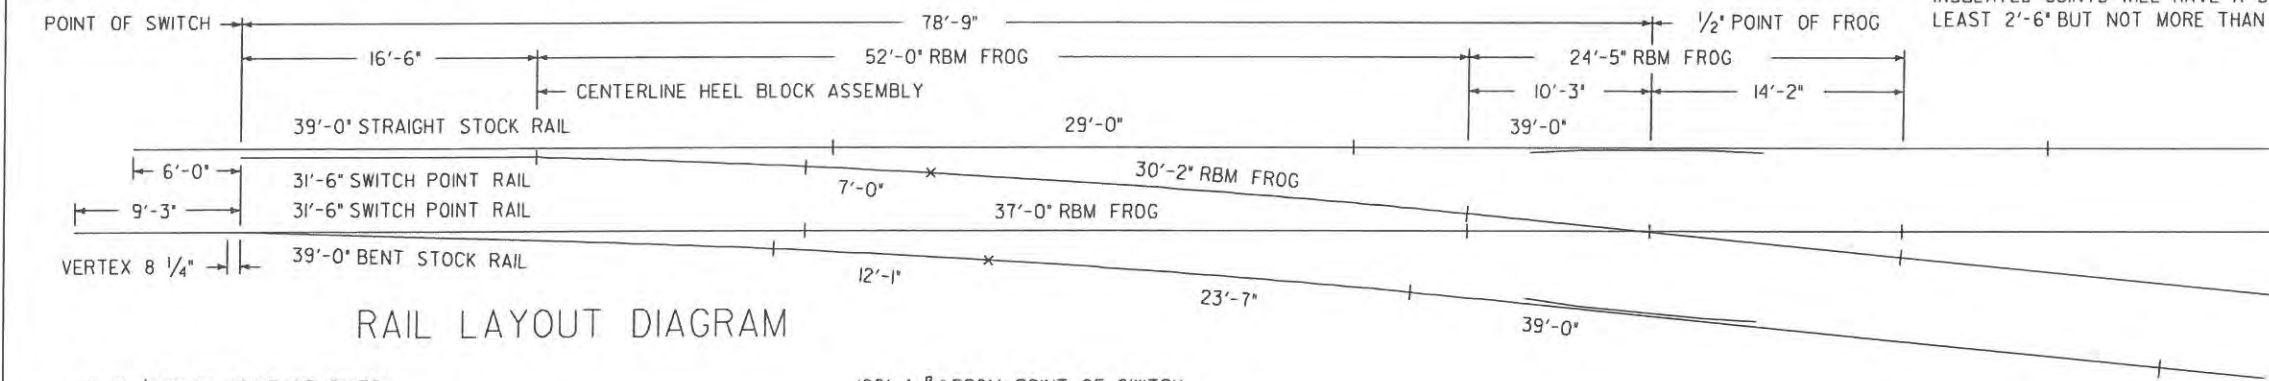 POINT OF SWITCH
78'-9"
1/2" POINT OF FROG
LEAST 2'-6" BUT NOT MORE THAN
16'-6"
52'-0" RBM FROG
24'-5" RBM FROG
CENTERLINE HEEL BLOCK ASSEMBLY
10'-3"
14'-2"
39'-0" STRAIGHT STOCK RAIL
29'-0"
39'-0"
6'-0"
31'-6" SWITCH POINT RAIL
7'-0"
30'-2" RBM FROG
9'-3"
31'-6" SWITCH POINT RAIL
37'-0" RBM FROG
VERTEX 8 1/4"
39'-0" BENT STOCK RAIL
12'-1"
23'-7"
39'-0"
RAIL LAYOUT DIAGRAM
FROM POINT OF SWITCH